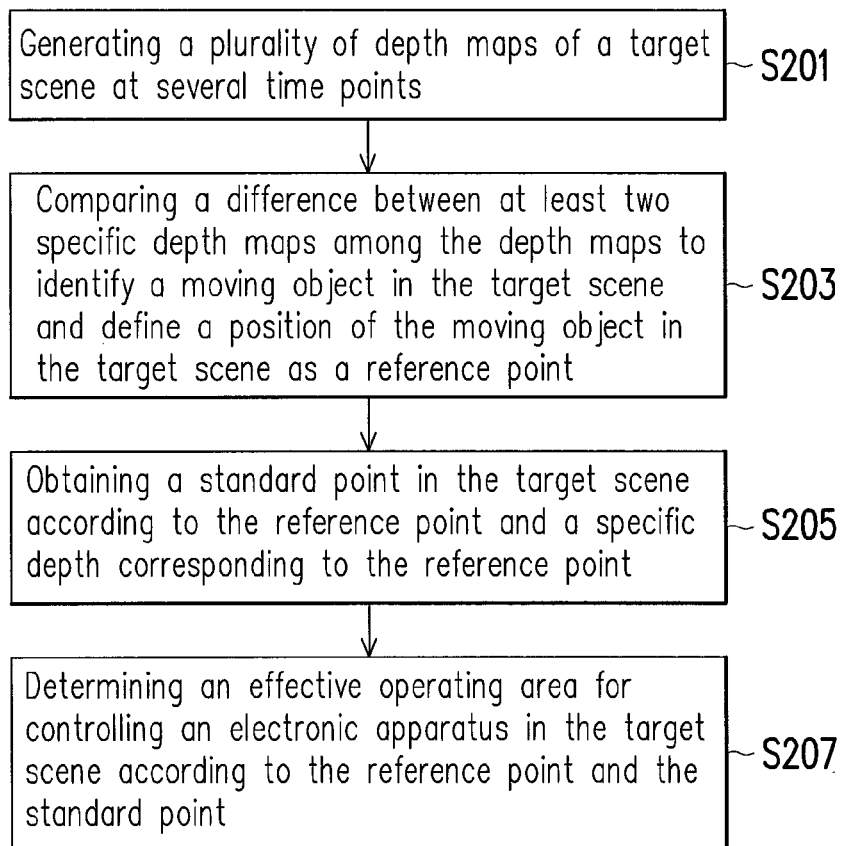 Generating a plurality of depth maps of a target
scene at several time points
S201
Comparing a difference between at least two
specific depth maps among the depth maps to
identify a moving object in the target scene
and define a position of the moving object in
the target scene as a reference point
S203
Obtaining a standard point in the target scene
according to the reference point and a specific
depth corresponding to the reference point
S205
Determining an effective operating area for
controlling an electronic apparatus in the target
scene according to the reference point and the
standard point
S207